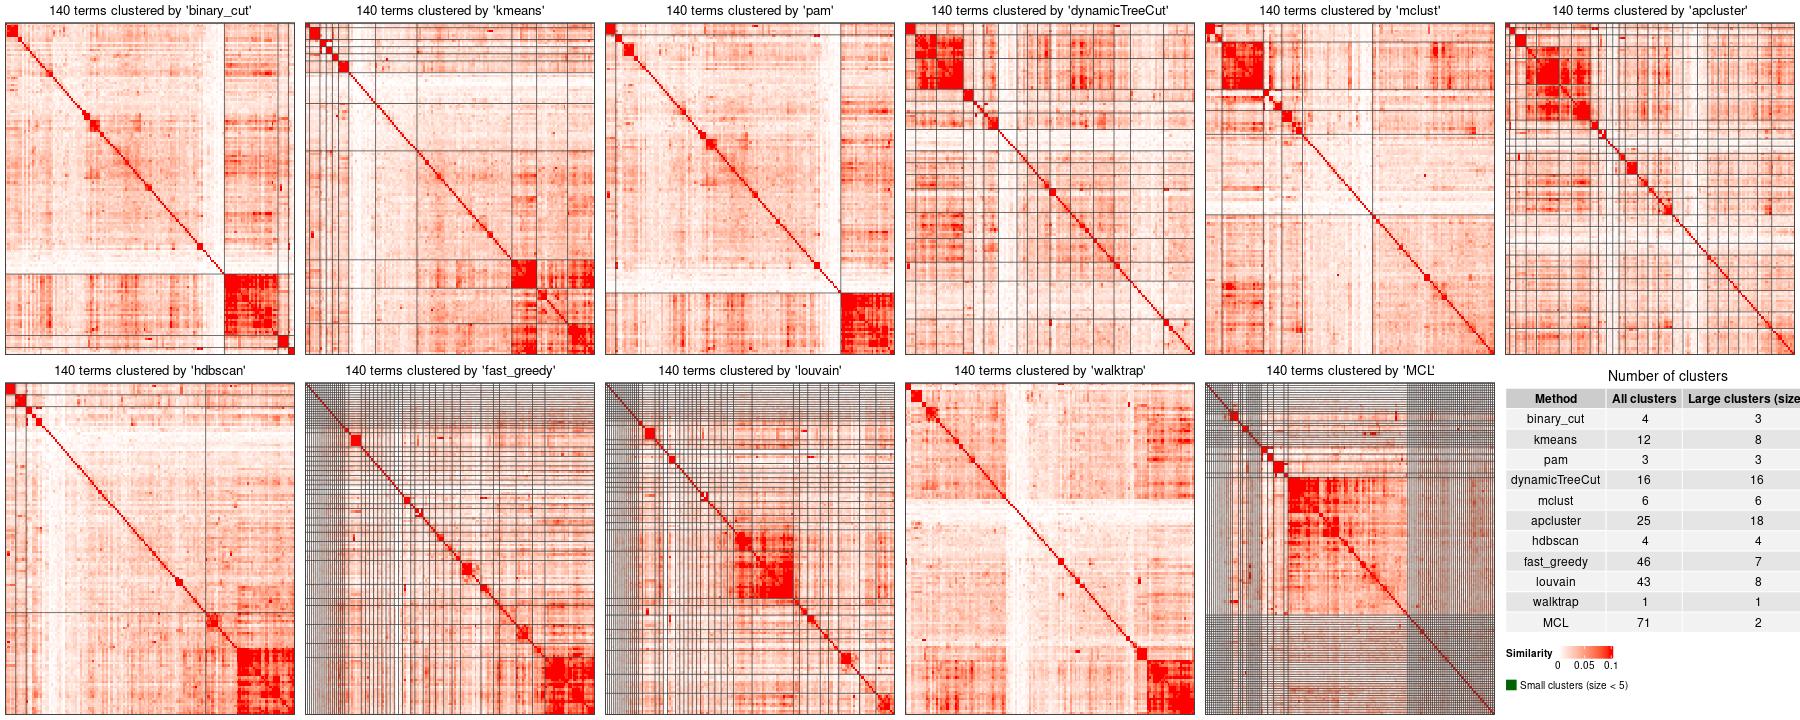 140 terms clustered by 'binary_cut'
140 terms clustered by 'kmeans'
140 terms clustered by 'pam'
140 terms clustered by 'dynamicTreeCut'
140 terms clustered by 'mclust'
140 terms clustered by 'apcluster'
140 terms clustered by 'hdbscan'
140 terms clustered by 'fast_greedy'
140 terms clustered by 'louvain'
140 terms clustered by 'walktrap'
140 terms clustered by 'MCL'
Number of clusters
Method All clusters Large clusters (size
binary_cut 4 3
kmeans 12 8
pam 3 3
dynamicTreeCut 16 16
mclust 6 6
apcluster 25 18
hdbscan 4 4
fast_greedy 46 7
louvain 43 8
walktrap 1 1
MCL 71 2
Similarity
0 0.05 0.1
Small clusters (size < 5)